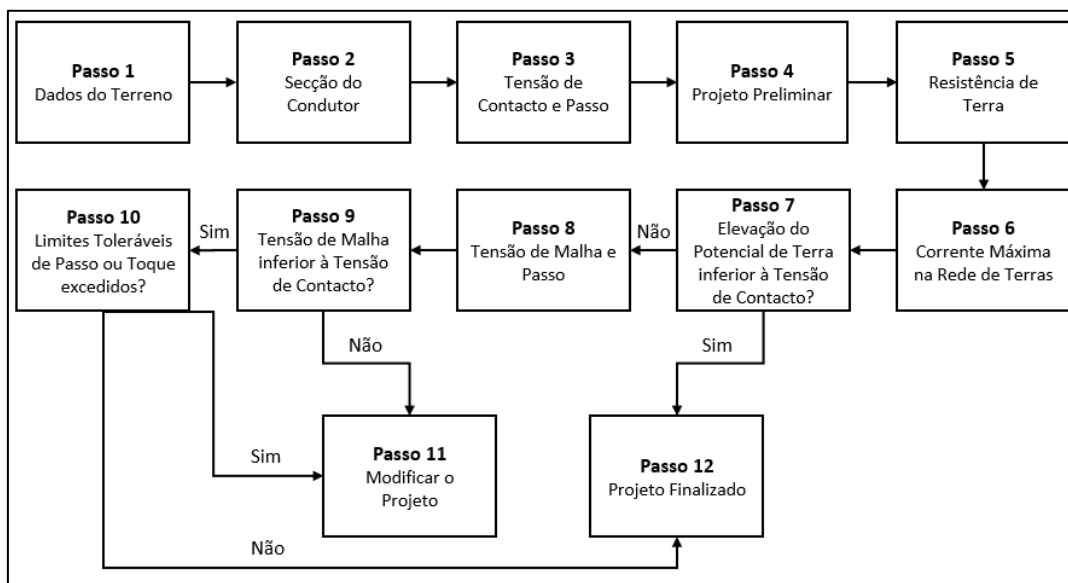 Passo 1
Dados do Terreno
Passo 2
Secção do
Condutor
Passo 3
Tensão de
Contacto e Passo
Passo 4
Projeto Preliminar
Passo 5
Resistência de
Terra
Passo 6
Corrente Máxima
na Rede de Terras
Passo 7
Elevação do
Potencial de Terra
inferior à Tensão
de Contacto?
Não
Passo 8
Tensão de Malha e
Passo
Passo 9
Tensão de Malha
inferior à Tensão
de Contacto?
Sim
Passo 10
Limites Toleráveis
de Passo ou Toque
excedidos?
Não
Sim
Passo 11
Modificar o
Projeto
Sim
Passo 12
Projeto Finalizado
Não